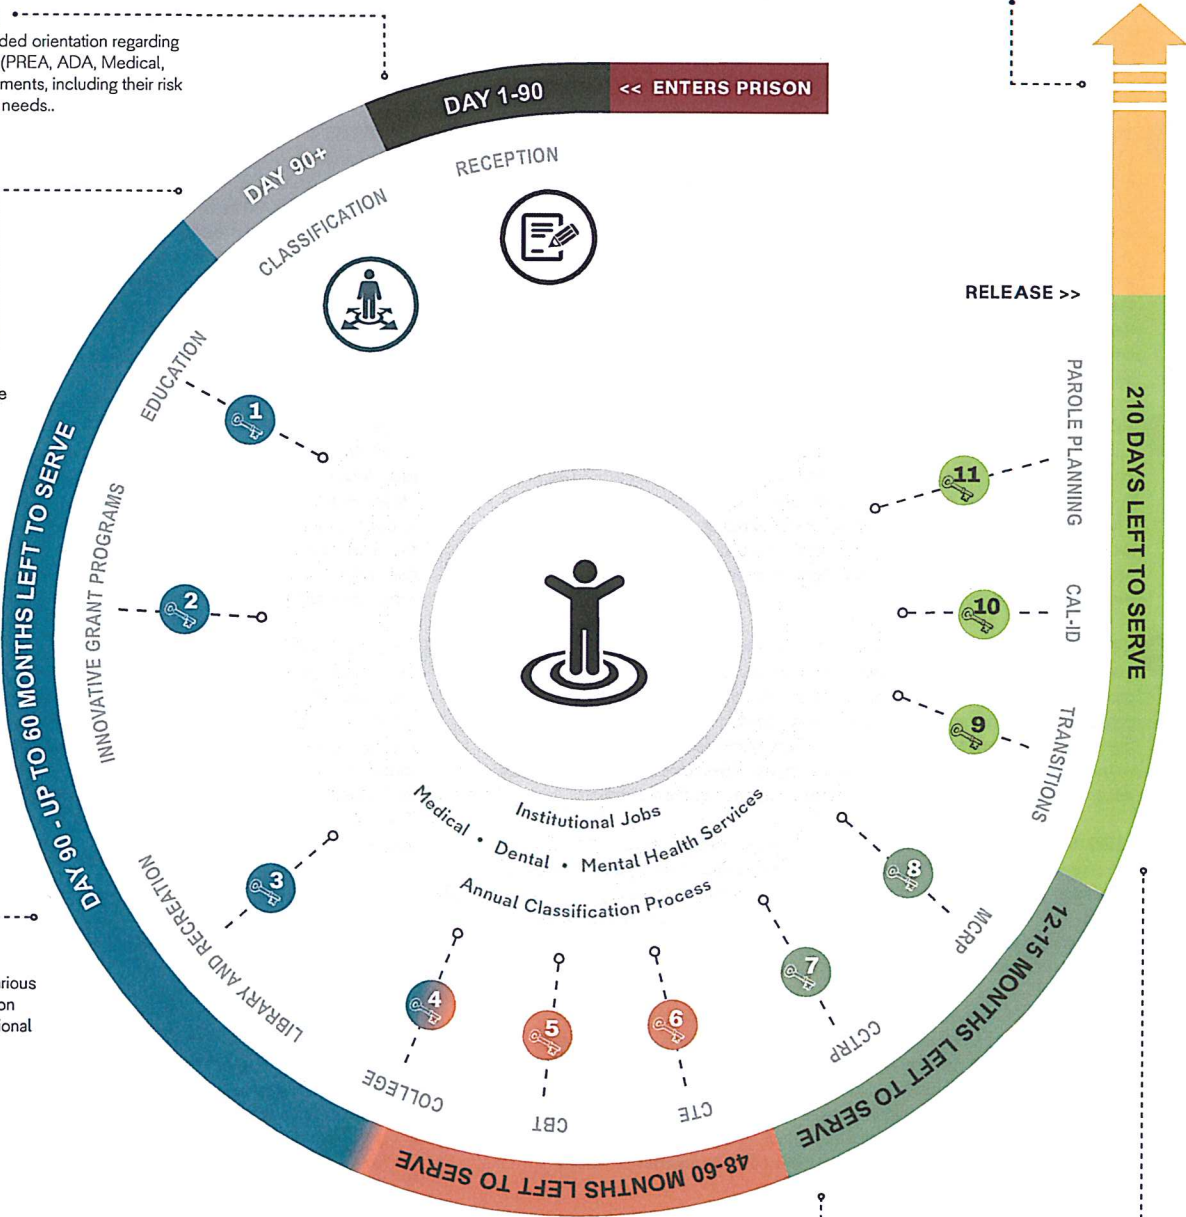 ded orientation regarding
(PREA, ADA, Medical,
ments, including their risk
needs..
<< ENTERS PRISON
DAY 1-90
RECEPTION
DAY 90+
CLASSIFICATION
DAY 90 - UP TO 60 MONTHS LEFT TO SERVE
EDUCATION
1
e
INNOVATIVE GRANT PROGRAMS
2
LIBRARY AND RECREATION
3
rious
on
ional
COLLEGE
4
48-60 MONTHS LEFT TO SERVE
CBT
5
CTE
6
12-15 MONTHS LEFT TO SERVE
CCTRP
7
MCRP
8
210 DAYS LEFT TO SERVE
TRANSITIONS
9
CAL-ID
10
PAROLE PLANNING
11
RELEASE >>
Institutional Jobs
Medical • Dental • Mental Health Services
Annual Classification Process